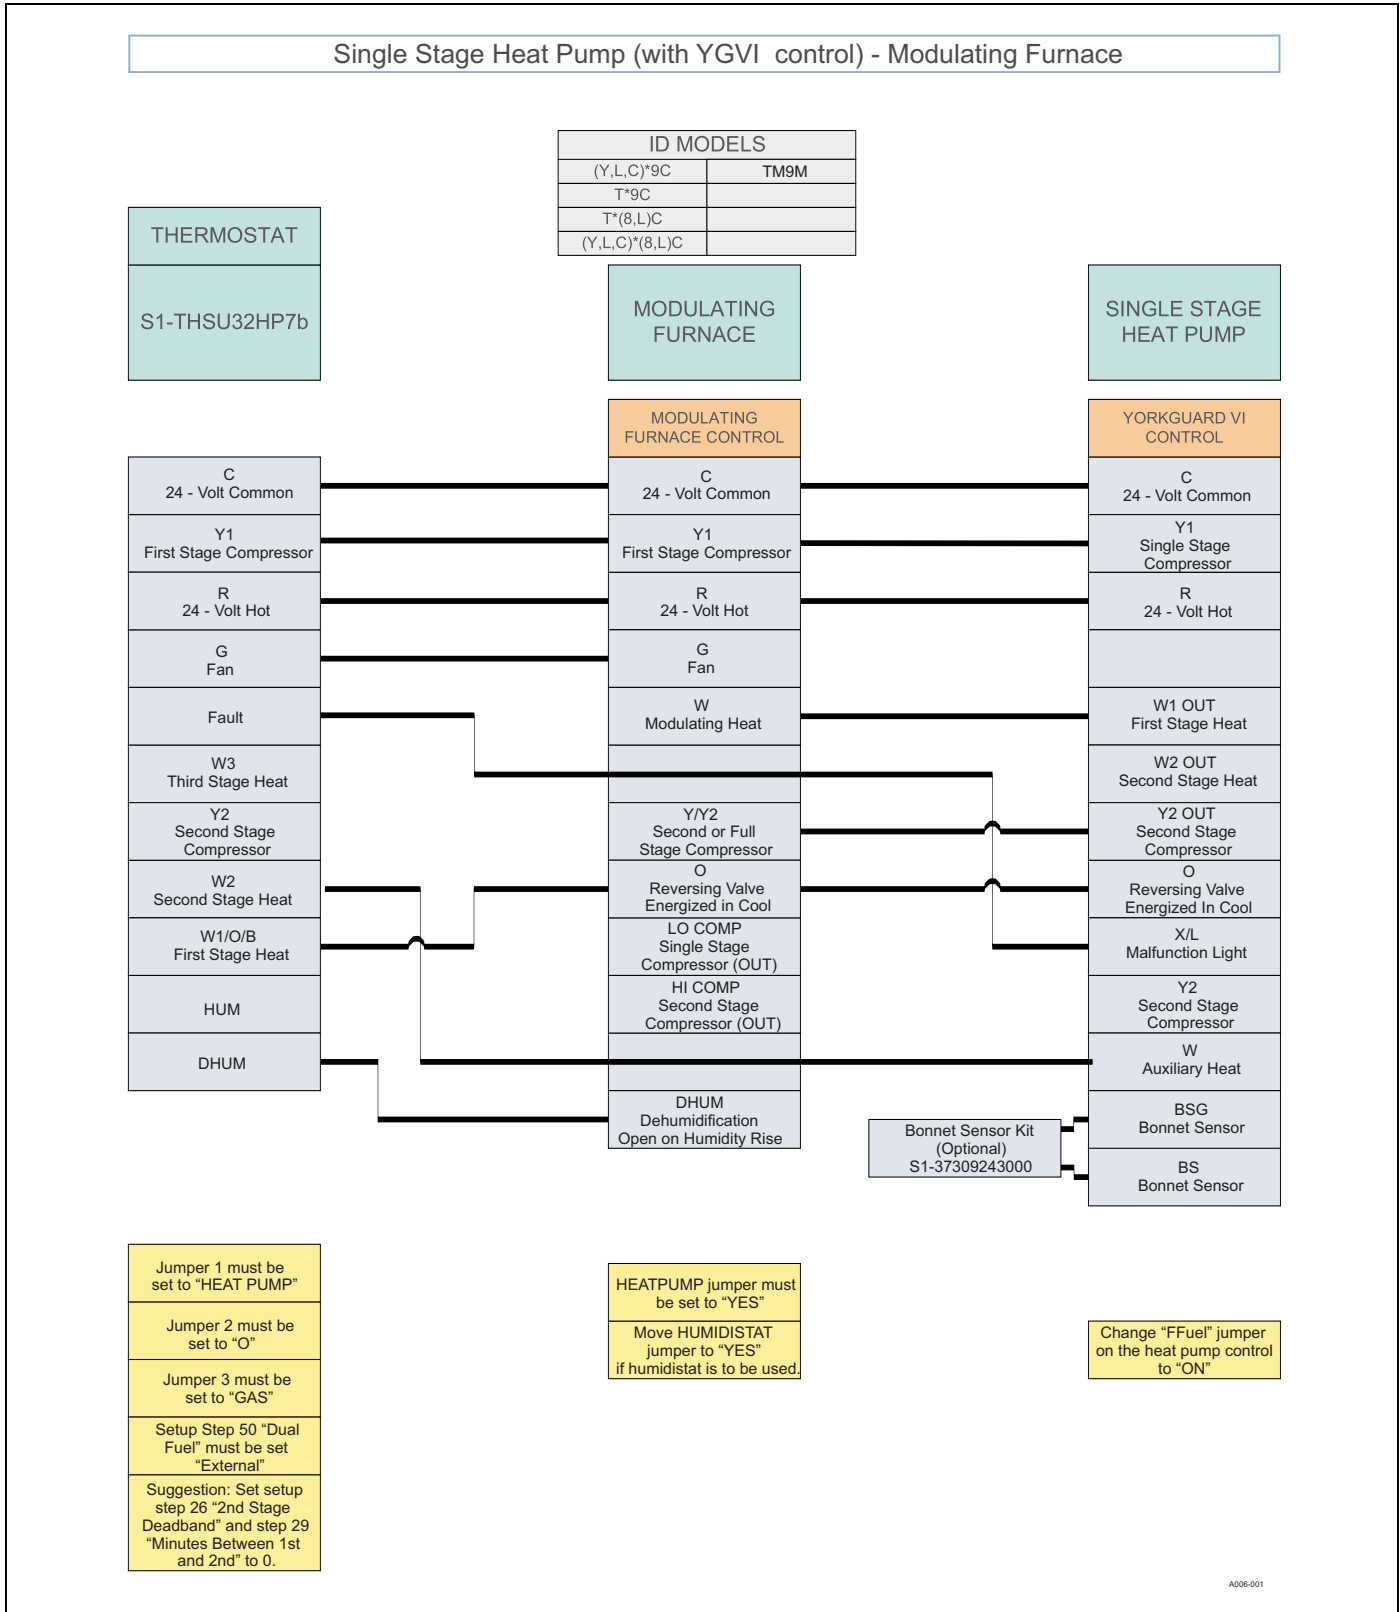 Single Stage Heat Pump (with YGVI control) - Modulating Furnace
ID MODELS
(Y,L,C)*9C
TM9M
T*9C
T*(8,L)C
(Y,L,C)*(8,L)C
THERMOSTAT
S1-THSU32HP7b
MODULATING
FURNACE
SINGLE STAGE
HEAT PUMP
MODULATING
FURNACE CONTROL
YORKGUARD VI
CONTROL
C
24 - Volt Common
Y1
First Stage Compressor
R
24 - Volt Hot
G
Fan
Fault
W3
Third Stage Heat
Y2
Second Stage
Compressor
W2
Second Stage Heat
W1/O/B
First Stage Heat
HUM
DHUM
C
24 - Volt Common
Y1
First Stage Compressor
R
24 - Volt Hot
G
Fan
W
Modulating Heat
Y/Y2
Second or Full
Stage Compressor
O
Reversing Valve
Energized in Cool
LO COMP
Single Stage
Compressor (OUT)
HI COMP
Second Stage
Compressor (OUT)
DHUM
Dehumidification
Open on Humidity Rise
C
24 - Volt Common
Y1
Single Stage
Compressor
R
24 - Volt Hot
W1 OUT
First Stage Heat
W2 OUT
Second Stage Heat
Y2 OUT
Second Stage
Compressor
O
Reversing Valve
Energized In Cool
X/L
Malfunction Light
Y2
Second Stage
Compressor
W
Auxiliary Heat
BSG
Bonnet Sensor
BS
Bonnet Sensor
Bonnet Sensor Kit
(Optional)
S1-37309243000
Jumper 1 must be
set to “HEAT PUMP”
Jumper 2 must be
set to “O”
Jumper 3 must be
set to “GAS”
Setup Step 50 “Dual
Fuel” must be set
“External”
Suggestion: Set setup
step 26 “2nd Stage
Deadband” and step 29
“Minutes Between 1st
and 2nd” to 0.
HEATPUMP jumper must
be set to “YES”
Move HUMIDISTAT
jumper to “YES”
if humidistat is to be used.
Change “FFuel” jumper
on the heat pump control
to “ON”
A006-001